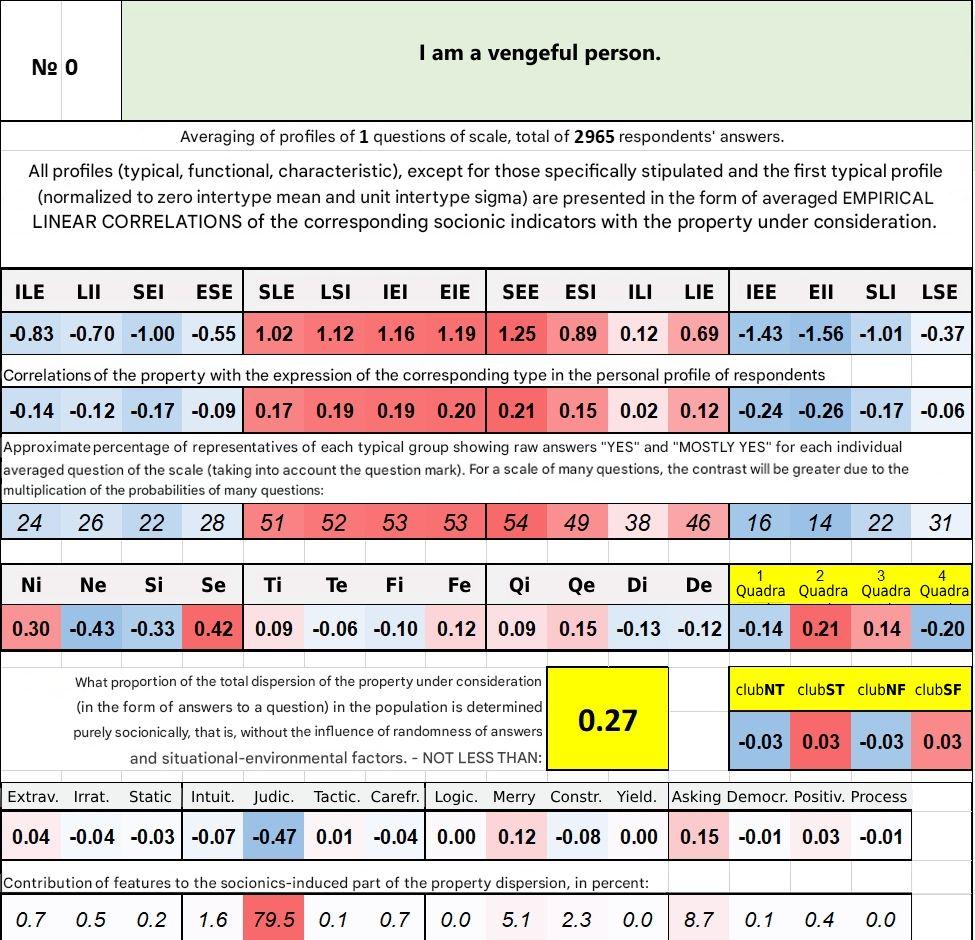 № 0
I am a vengeful person.
Averaging of profiles of 1 questions of scale, total of 2965 respondents' answers.
All profiles (typical, functional, characteristic), except for those specifically stipulated and the first typical profile
(normalized to zero intertype mean and unit intertype sigma) are presented in the form of averaged EMPIRICAL
LINEAR CORRELATIONS of the corresponding socionic indicators with the property under consideration.
ILE LII SEI ESE SLE LSI IEI EIE SEE ESI ILI LIE IEE EII SLI LSE
-0.83 -0.70 -1.00 -0.55 1.02 1.12 1.16 1.19 1.25 0.89 0.12 0.69 -1.43 -1.56 -1.01 -0.37
Correlations of the property with the expression of the corresponding type in the personal profile of respondents
-0.14 -0.12 -0.17 -0.09 0.17 0.19 0.19 0.20 0.21 0.15 0.02 0.12 -0.24 -0.26 -0.17 -0.06
Approximate percentage of representatives of each typical group showing raw answers "YES" and "MOSTLY YES" for each individual
averaged question of the scale (taking into account the question mark). For a scale of many questions, the contrast will be greater due to the
multiplication of the probabilities of many questions:
24 26 22 28 51 52 53 53 54 49 38 46 16 14 22 31
Ni Ne Si Se Ti Te Fi Fe Qi Qe Di De 1 Quadra 2 Quadra 3 Quadra 4 Quadra
0.30 -0.43 -0.33 0.42 0.09 -0.06 -0.10 0.12 0.09 0.15 -0.13 -0.12 -0.14 0.21 0.14 -0.20
What proportion of the total dispersion of the property under consideration
(in the form of answers to a question) in the population is determined
purely socionically, that is, without the influence of randomness of answers
and situational-environmental factors. - NOT LESS THAN:
0.27
clubNT clubST clubNF clubSF
-0.03 0.03 -0.03 0.03
Extrav. Irrat. Static Intuit. Judic. Tactic. Carefr. Logic. Merry Constr. Yield. Asking Democr. Positiv. Process
0.04 -0.04 -0.03 -0.07 -0.47 0.01 -0.04 0.00 0.12 -0.08 0.00 0.15 -0.01 0.03 -0.01
Contribution of features to the socionics-induced part of the property dispersion, in percent:
0.7 0.5 0.2 1.6 79.5 0.1 0.7 0.0 5.1 2.3 0.0 8.7 0.1 0.4 0.0